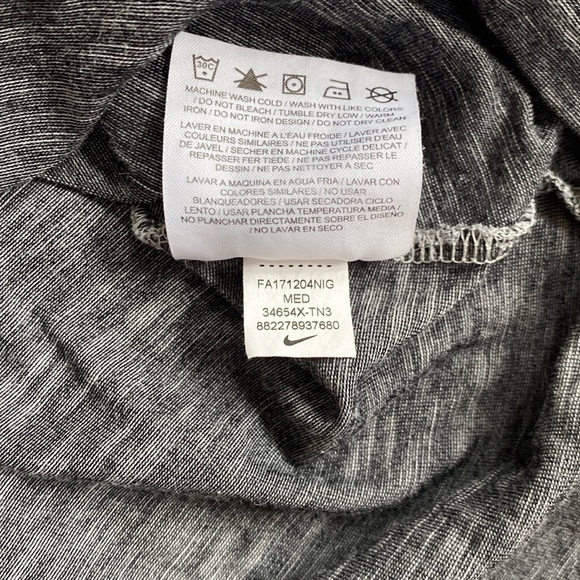 30C
MACHINE WASH COLD / WASH WITH LIKE COLORS
/ DO NOT BLEACH / TUMBLE DRY LOW / WARM
IRON / DO NOT IRON DESIGN / DO NOT DRY CLEAN
LAVER EN MACHINE A L'EAU FROIDE / LAVER AVEC
COULEURS SIMILAIRES / NE PAS UTILISER D'EAU
DE JAVEL / SECHER EN MACHINE CYCLE DELICAT /
REPASSER FER TIEDE / NE PAS REPASSER LE
DESSIN / NE PAS NETTOYER A SEC
LAVAR A MAQUINA EN AGUA FRIA / LAVAR CON
COLORES SIMILARES / NO USAR
BLANQUEADORES / USAR SECADORA CICLO
LENTO / USAR PLANCHA TEMPERATURA MEDIA /
NO PLANCHAR DIRECTAMENTE SOBRE EL DISEÑO
/ NO LAVAR EN SECO
FA171204NIG
MED
34654X-TN3
882278937680